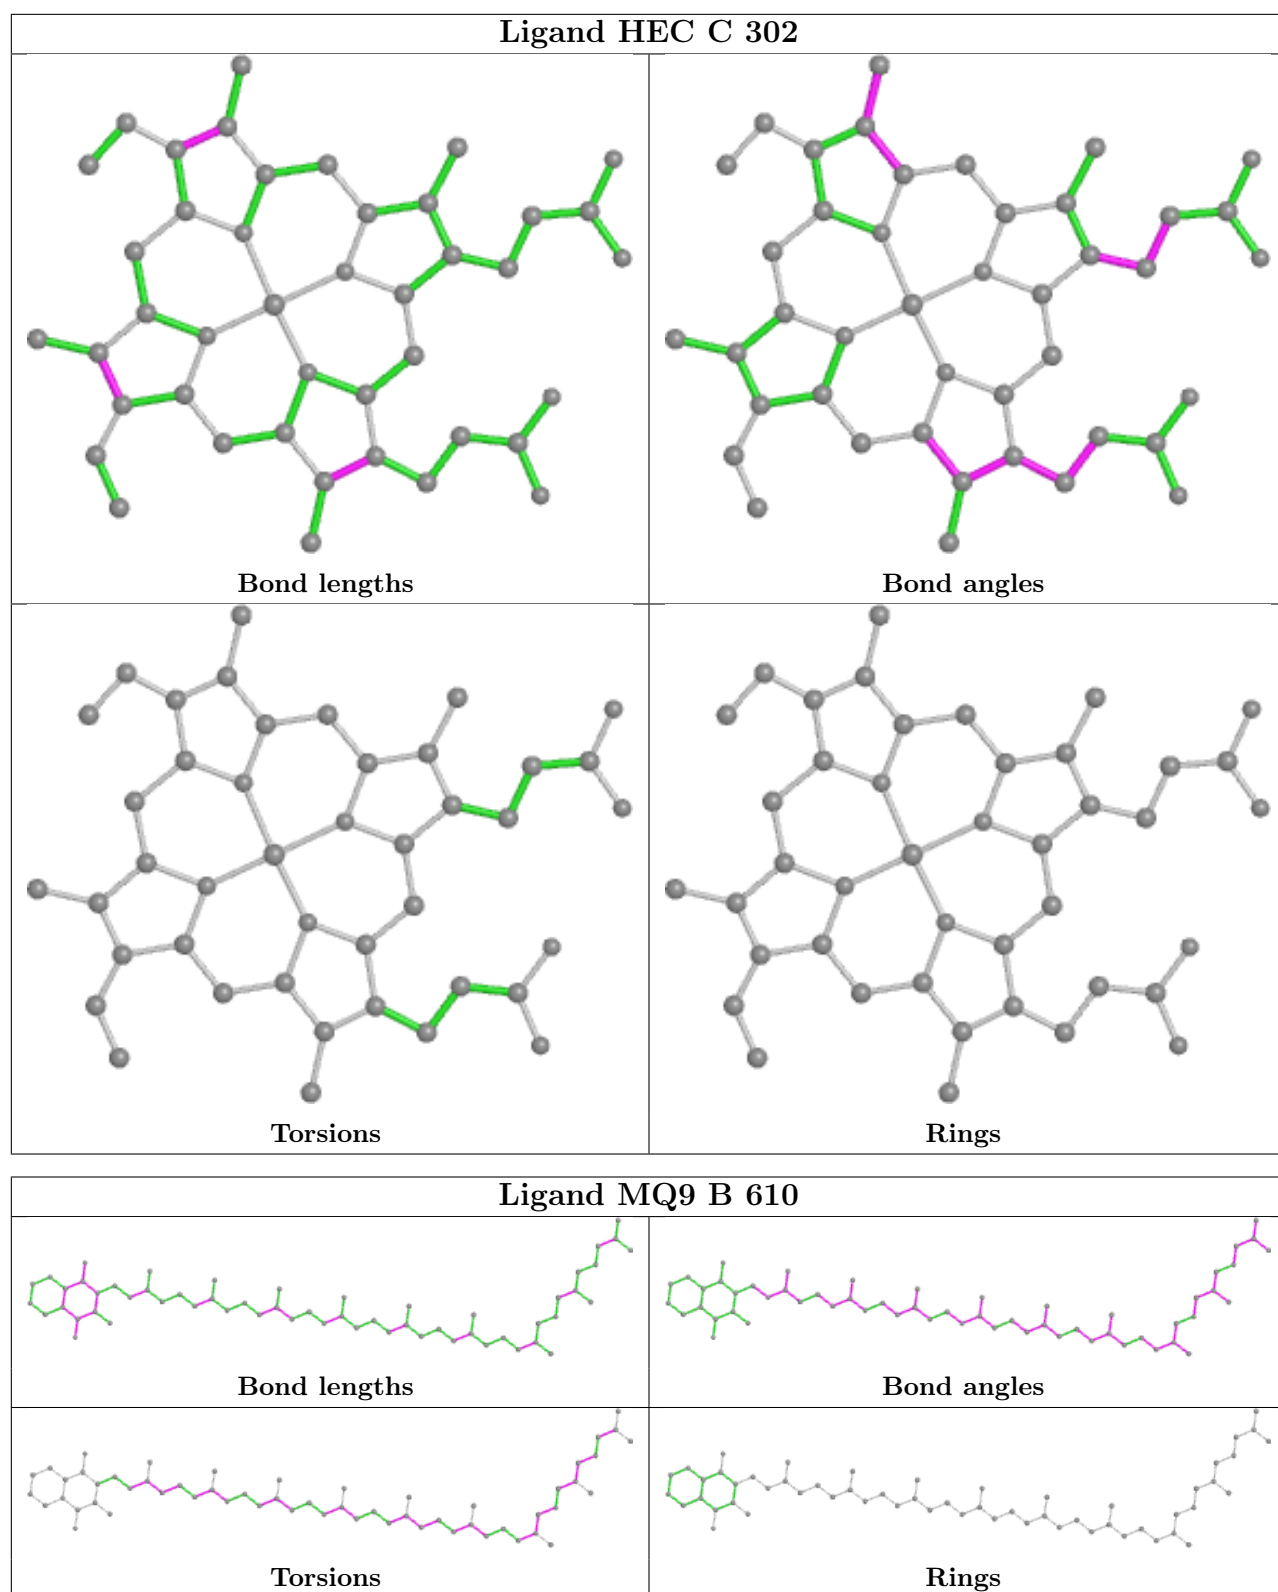 Ligand HEC C 302
Bond lengths
Bond angles
Torsions
Rings
Ligand MQ9 B 610
Bond lengths
Bond angles
Torsions
Rings